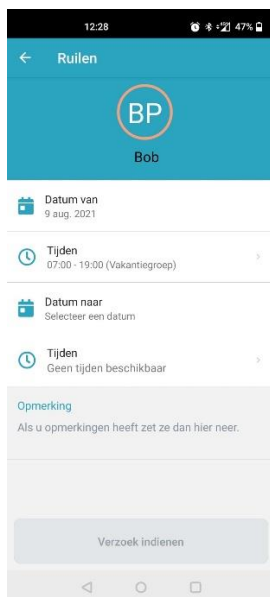 12:28
47%
Ruilen
BP
Bob
Datum van
9 aug. 2021
Tijden
07:00 - 19:00 (Vakantiegroep)
Datum naar
Selecteer een datum
Tijden
Geen tijden beschikbaar
Opmerking
Als u opmerkingen heeft zet ze dan hier neer.
Verzoek indienen